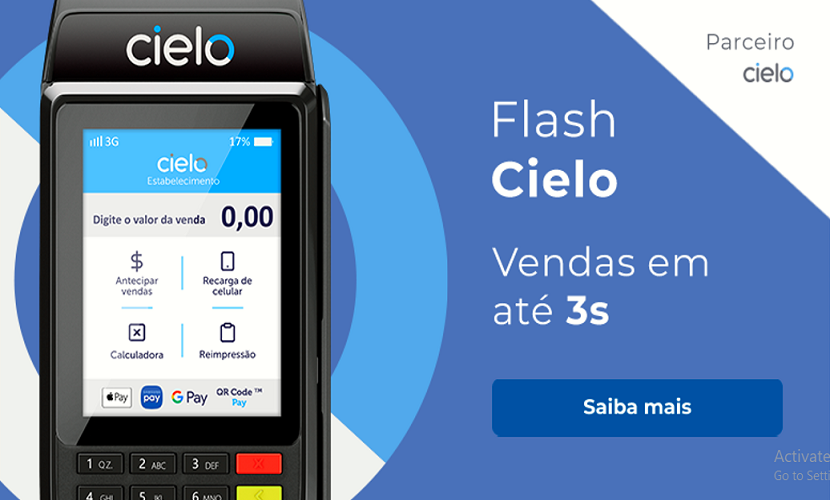 cielo
3G 17%
cielo
Estabelecimento
Digite o valor da venda 0,00
Antecipar
vendas
Recarga de
celular
Calculadora
Reimpressão
Pay
pay
G Pay
QR Code™
Pay
1 QZ. 2 ABC 3 DEF
4 GHI 5 JKL 6 MNO
Parceiro
cielo
Flash
Cielo
Vendas em
até 3s
Saiba mais
Activate
Go to Setti